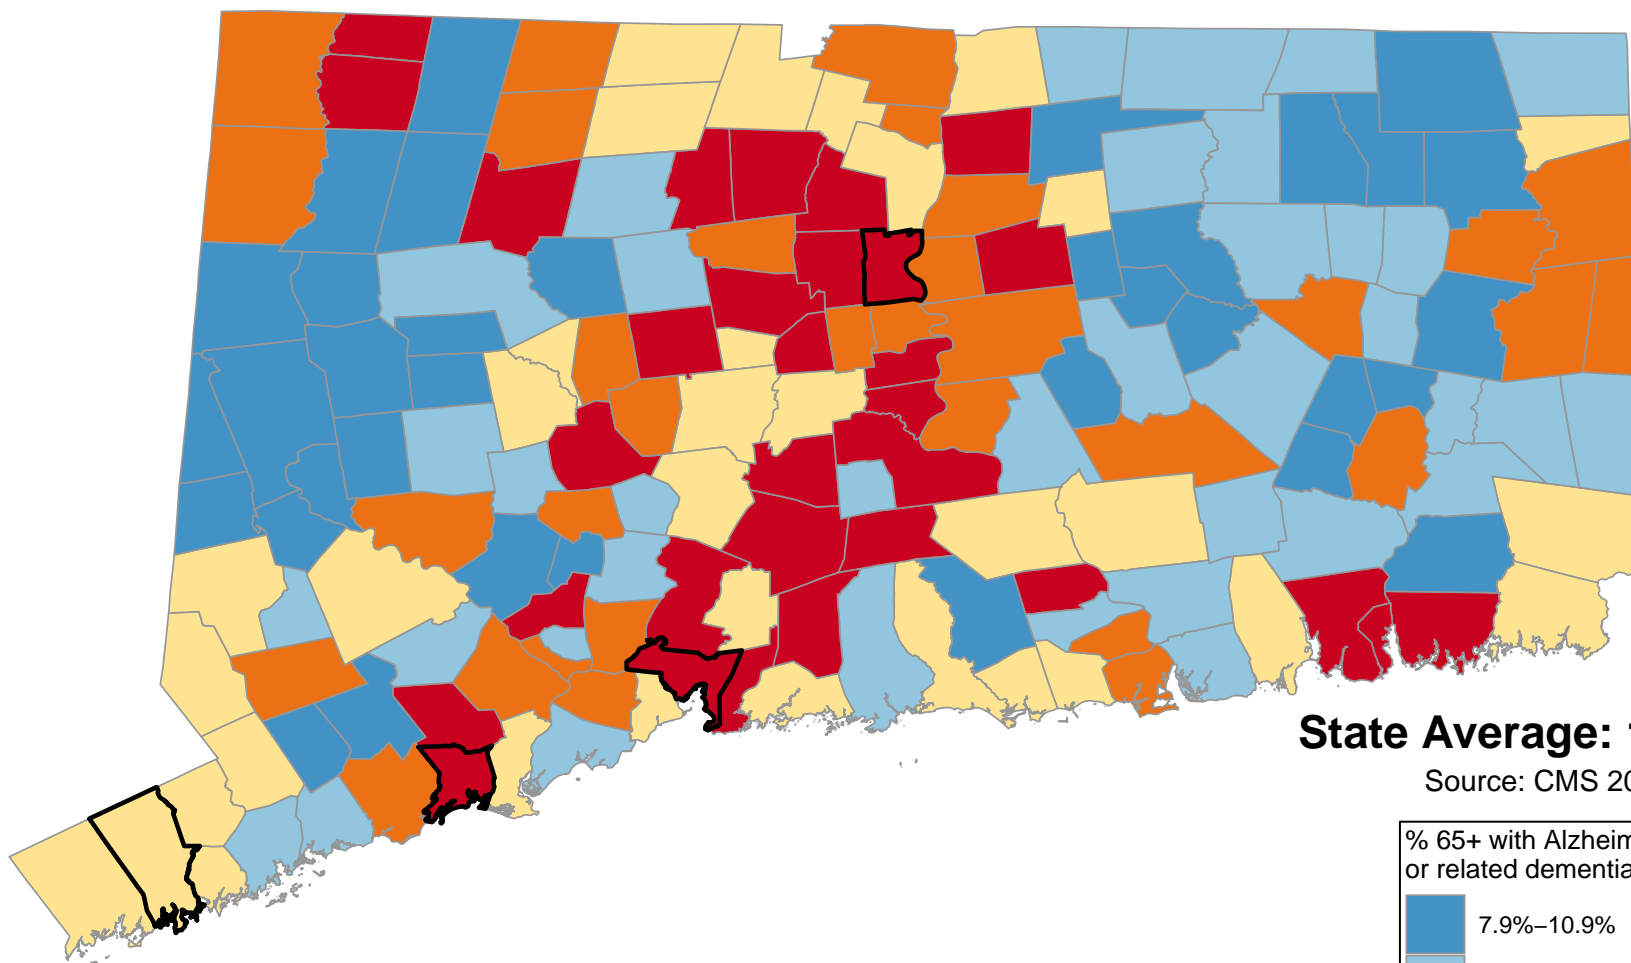 State Average:
Source: CMS 20
% 65+ with Alzheim
or related dementia
7.9%–10.9%